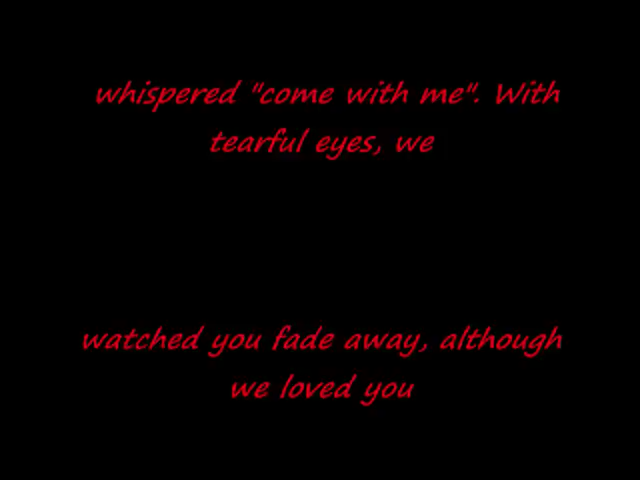 whispered "come with me". With
tearful eyes, we
watched you fade away, although
we loved you